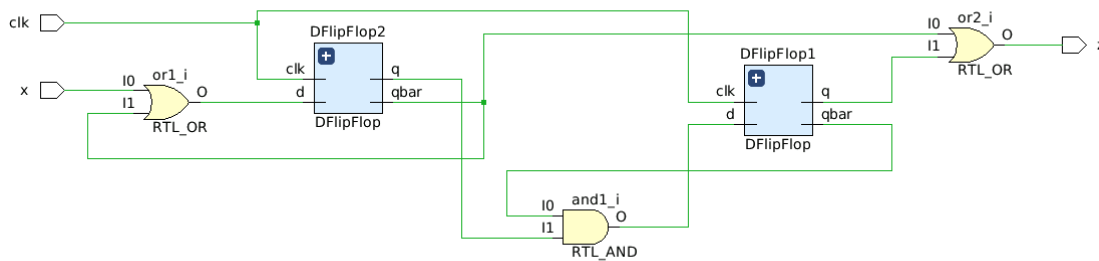 clk
x
or1_i
I0
I1
O
RTL_OR
DFlipFlop2
clk
d
q
qbar
DFlipFlop
and1_i
I0
I1
O
RTL_AND
DFlipFlop1
clk
d
q
qbar
DFlipFlop
or2_i
I0
I1
O
RTL_OR